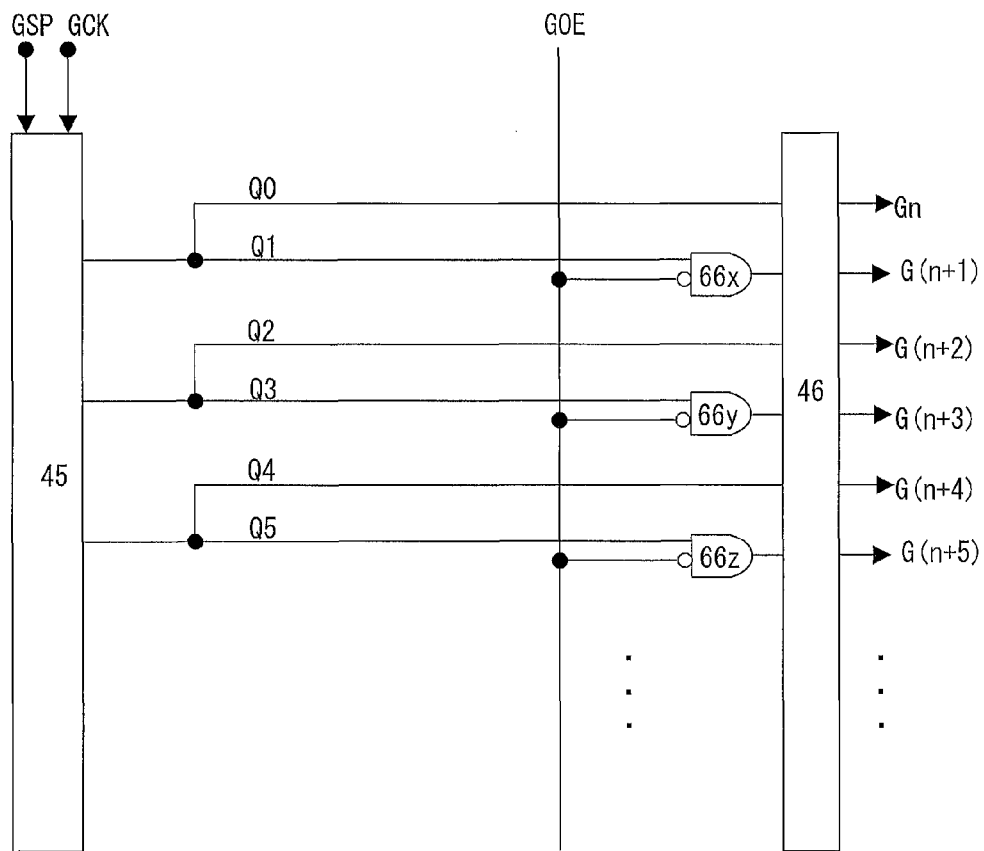 GSP GCK
GOE
Q0
Gn
Q1
66x
G(n+1)
Q2
G(n+2)
46
Q3
66y
G(n+3)
45
Q4
G(n+4)
Q5
66z
G(n+5)